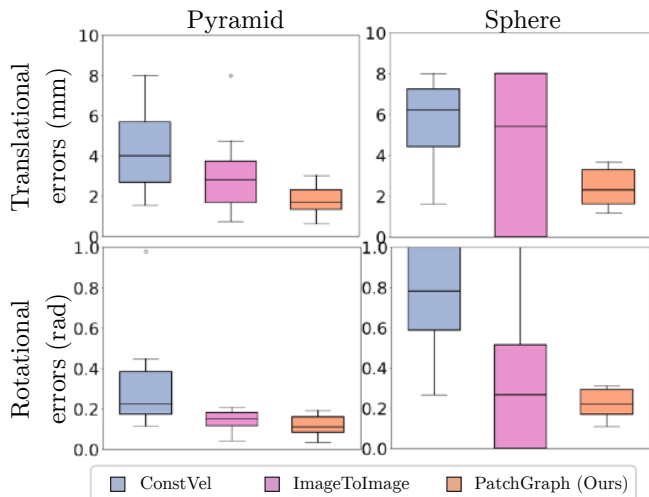 Pyramid
Sphere
Translational
errors (mm)
10
8
6
4
2
0
10
8
6
4
2
0
Rotational
errors (rad)
1.0
0.8
0.6
0.4
0.2
0.0
1.0
0.8
0.6
0.4
0.2
0.0
ConstVel
ImageToImage
PatchGraph (Ours)